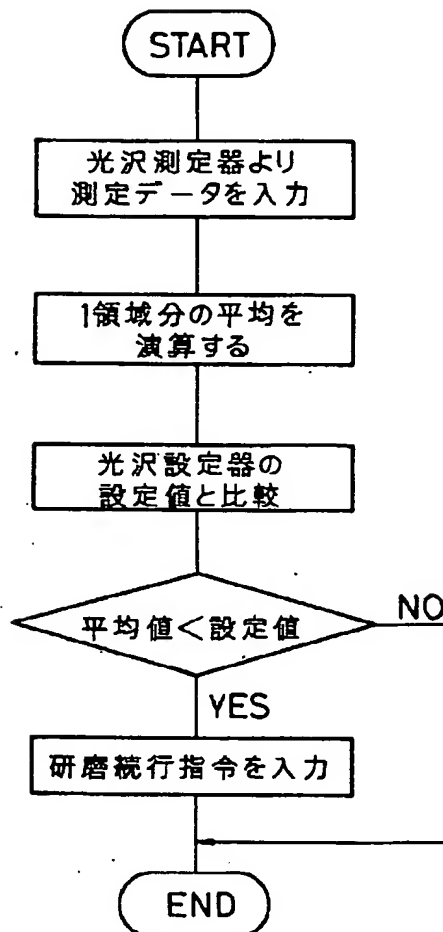 START
光沢測定器より
測定データを入力
1領域分の平均を
演算する
光沢設定器の
設定値と比較
平均値<設定値
NO
YES
研磨続行指令を入力
END